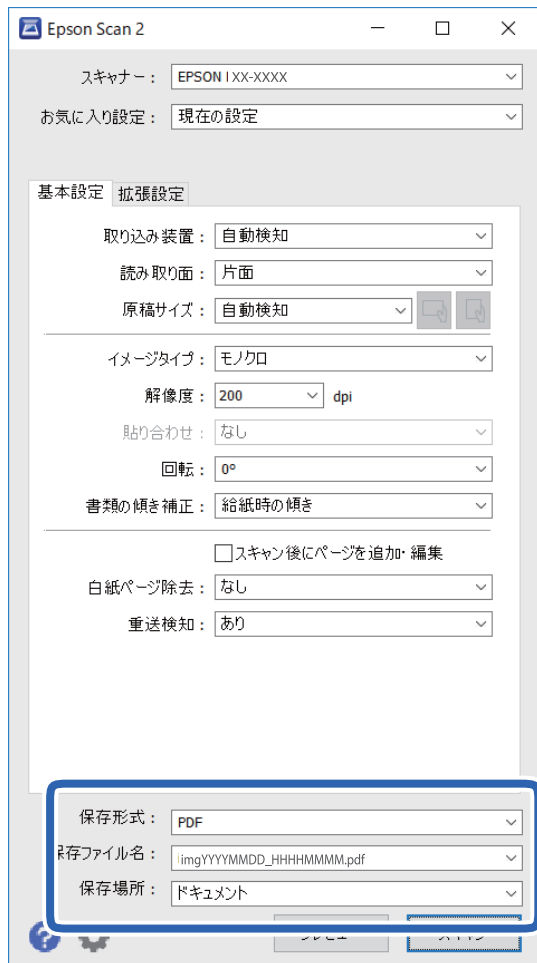 Epson Scan 2
スキャナー： EPSON XX-XXXX
お気に入り設定： 現在の設定
基本設定 拡張設定
取り込み装置： 自動検知
読み取り面： 片面
原稿サイズ： 自動検知
イメージタイプ： モノクロ
解像度： 200 dpi
貼り合わせ： なし
回転： 0°
書類の傾き補正： 給紙時の傾き
スキャン後にページを追加・編集
白紙ページ除去： なし
重送検知： あり
保存形式： PDF
保存ファイル名： imgYYYYMMDD_HHHHMMMM.pdf
保存場所： ドキュメント